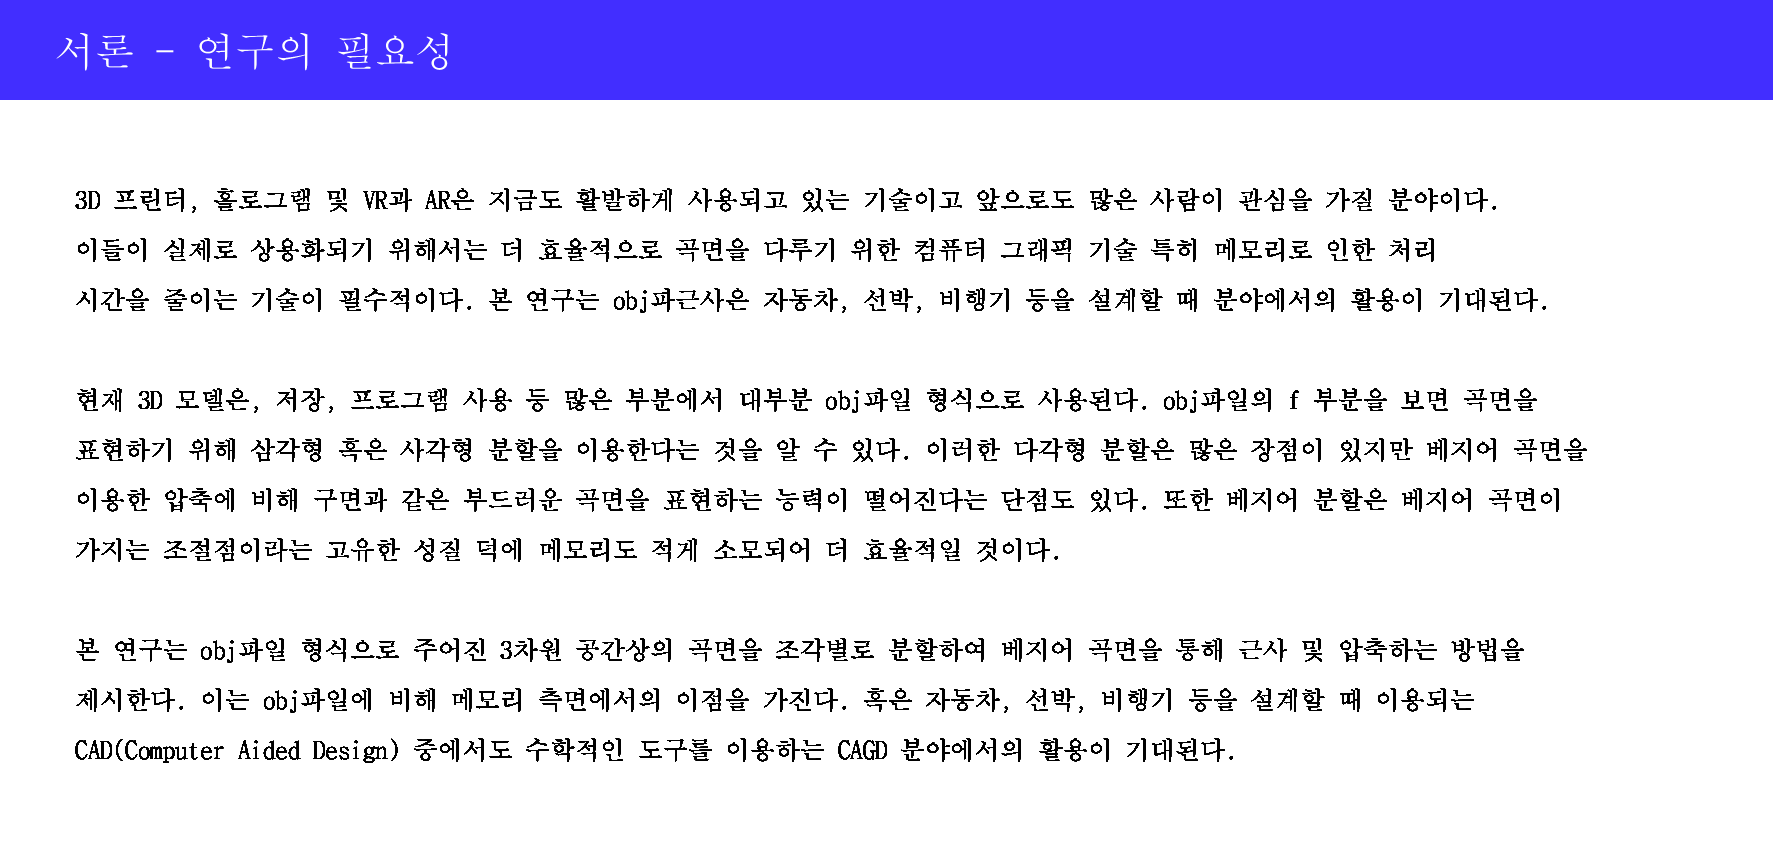 서론 - 연구의 필요성
3D 프린터, 홀로그램 및 VR과 AR은 지금도 활발하게 사용되고 있는 기술이고 앞으로도 많은 사람이 관심을 가질 분야이다.
이들이 실제로 상용화되기 위해서는 더 효율적으로 곡면을 다루기 위한 컴퓨터 그래픽 기술 특히 메모리로 인한 처리
시간을 줄이는 기술이 필수적이다. 본 연구는 obj파근사은 자동차, 선박, 비행기 등을 설계할 때 분야에서의 활용이 기대된다.
현재 3D 모델은, 저장, 프로그램 사용 등 많은 부분에서 대부분 obj파일 형식으로 사용된다. obj파일의 f 부분을 보면 곡면을
표현하기 위해 삼각형 혹은 사각형 분할을 이용한다는 것을 알 수 있다. 이러한 다각형 분할은 많은 장점이 있지만 베지어 곡면을
이용한 압축에 비해 구면과 같은 부드러운 곡면을 표현하는 능력이 떨어진다는 단점도 있다. 또한 베지어 분할은 베지어 곡면이
가지는 조절점이라는 고유한 성질 덕에 메모리도 적게 소모되어 더 효율적일 것이다.
본 연구는 obj파일 형식으로 주어진 3차원 공간상의 곡면을 조각별로 분할하여 베지어 곡면을 통해 근사 및 압축하는 방법을
제시한다. 이는 obj파일에 비해 메모리 측면에서의 이점을 가진다. 혹은 자동차, 선박, 비행기 등을 설계할 때 이용되는
CAD(Computer Aided Design) 중에서도 수학적인 도구를 이용하는 CAGD 분야에서의 활용이 기대된다.